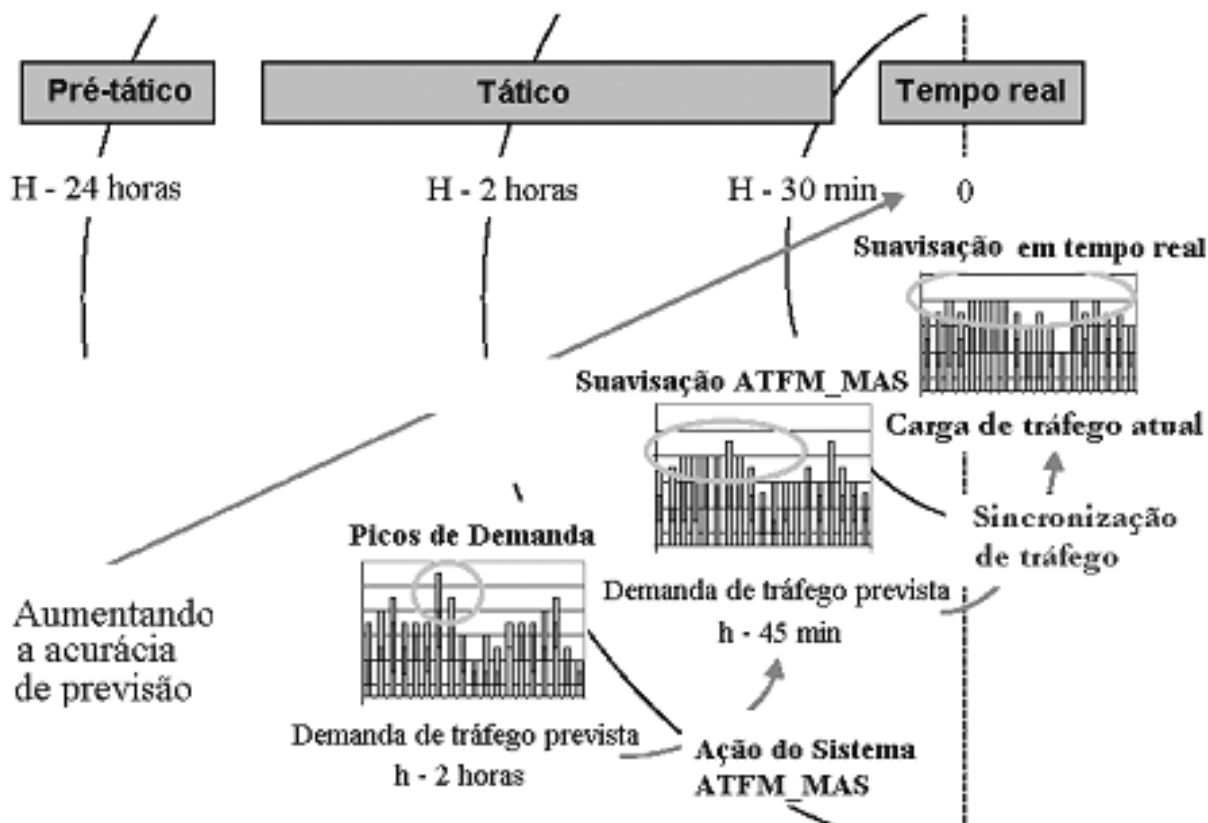 Pré-tático
Tático
Tempo real
H - 24 horas
H - 2 horas
H - 30 min
0
Suavisação em tempo real
Suavisação ATFM_MAS
Carga de tráfego atual
Picos de Demanda
Sincronização
de tráfego
Demanda de tráfego prevista
h - 45 min
Aumentando
a acurácia
de previsão
Demanda de tráfego prevista
h - 2 horas
Ação do Sistema
ATFM_MAS